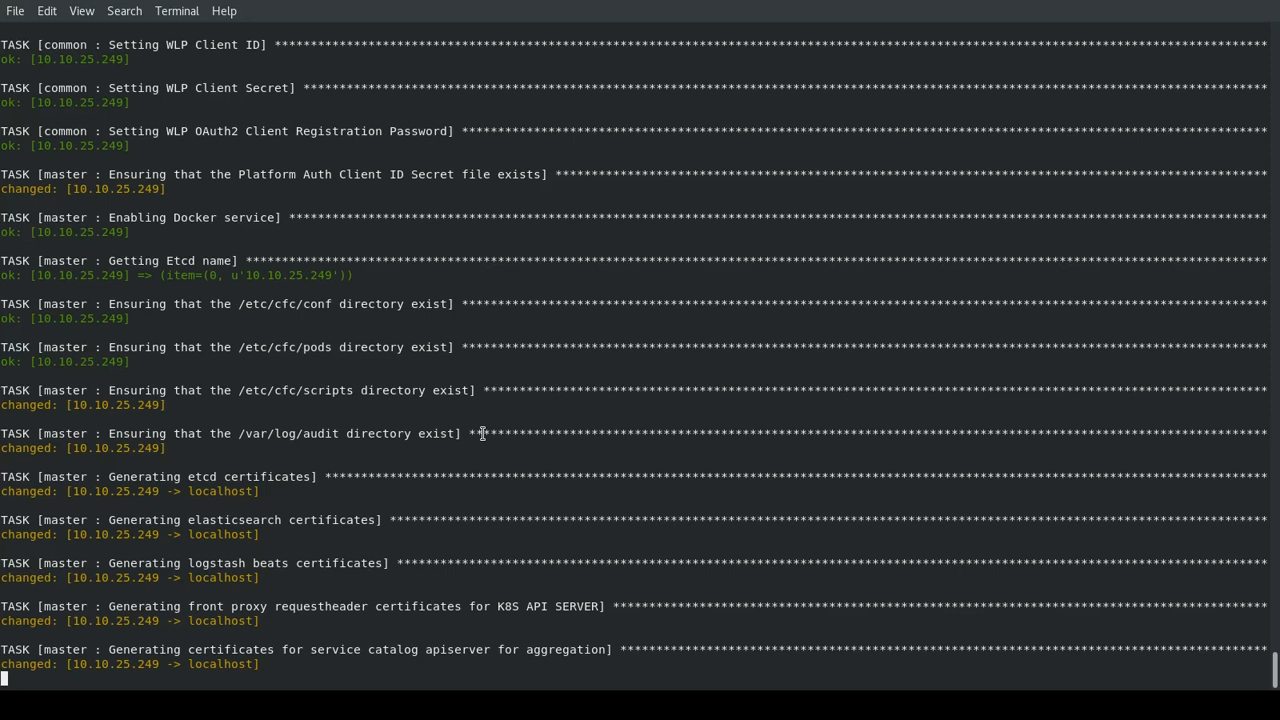 File Edit View Search Terminal Help
TASK [common : Setting WLP Client ID] ******************************************************************************************************************************************
ok: [10.10.25.249]
TASK [common : Setting WLP Client Secret] **************************************************************************************************************************************
ok: [10.10.25.249]
TASK [common : Setting WLP OAuth2 Client Registration Password] ****************************************************************************************************************
ok: [10.10.25.249]
TASK [master : Ensuring that the Platform Auth Client ID Secret file exists] ***************************************************************************************************
changed: [10.10.25.249]
TASK [master : Enabling Docker service] ****************************************************************************************************************************************
ok: [10.10.25.249]
TASK [master : Getting Etcd name] **********************************************************************************************************************************************
ok: [10.10.25.249] => (item=(0, u'10.10.25.249'))
TASK [master : Ensuring that the /etc/cfc/conf directory exist] ****************************************************************************************************************
ok: [10.10.25.249]
TASK [master : Ensuring that the /etc/cfc/pods directory exist] ****************************************************************************************************************
ok: [10.10.25.249]
TASK [master : Ensuring that the /etc/cfc/scripts directory exist] *************************************************************************************************************
changed: [10.10.25.249]
TASK [master : Ensuring that the /var/log/audit directory exist] ***************************************************************************************************************
changed: [10.10.25.249]
TASK [master : Generating etcd certificates] ***********************************************************************************************************************************
changed: [10.10.25.249 -> localhost]
TASK [master : Generating elasticsearch certificates] **************************************************************************************************************************
changed: [10.10.25.249 -> localhost]
TASK [master : Generating logstash beats certificates] *************************************************************************************************************************
changed: [10.10.25.249 -> localhost]
TASK [master : Generating front proxy requestheader certificates for K8S API SERVER] *******************************************************************************************
changed: [10.10.25.249 -> localhost]
TASK [master : Generating certificates for service catalog apiserver for aggregation] ******************************************************************************************
changed: [10.10.25.249 -> localhost]